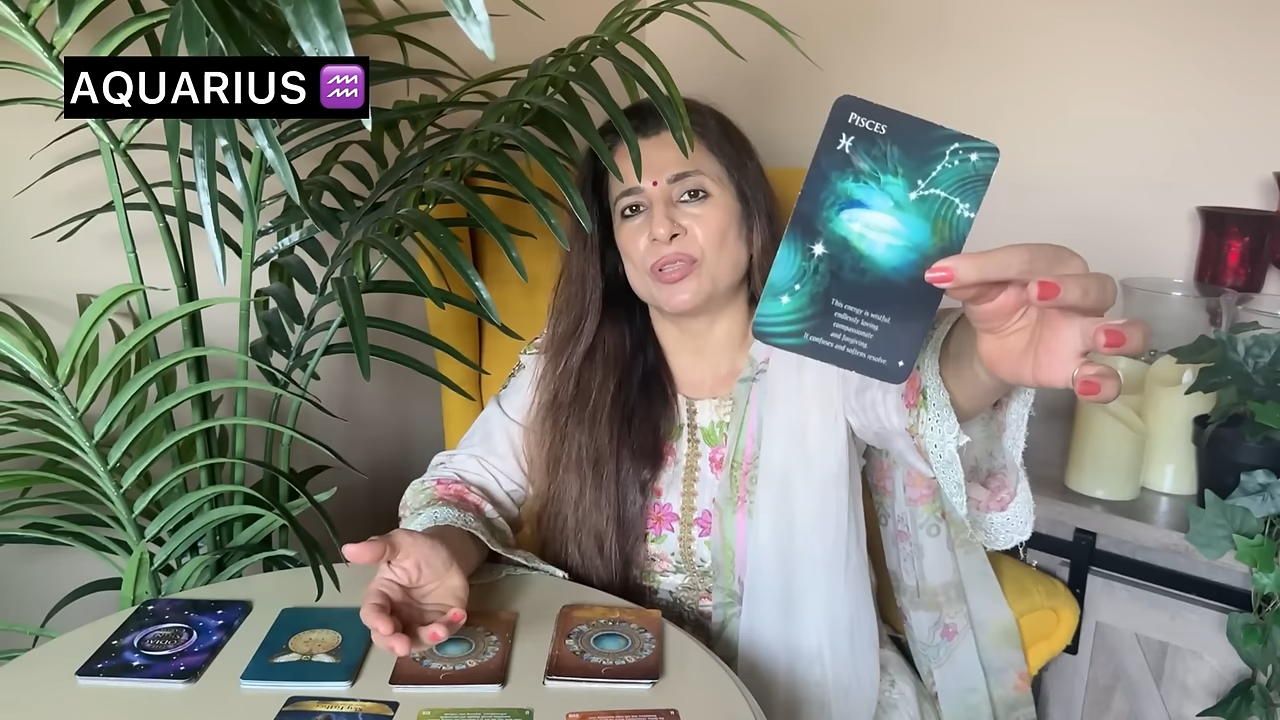 AQUARIUS ♒
PISCES
♓
This energy is wistful,
endlessly loving,
compassionate
and forgiving.
It confuses and softens resolve.